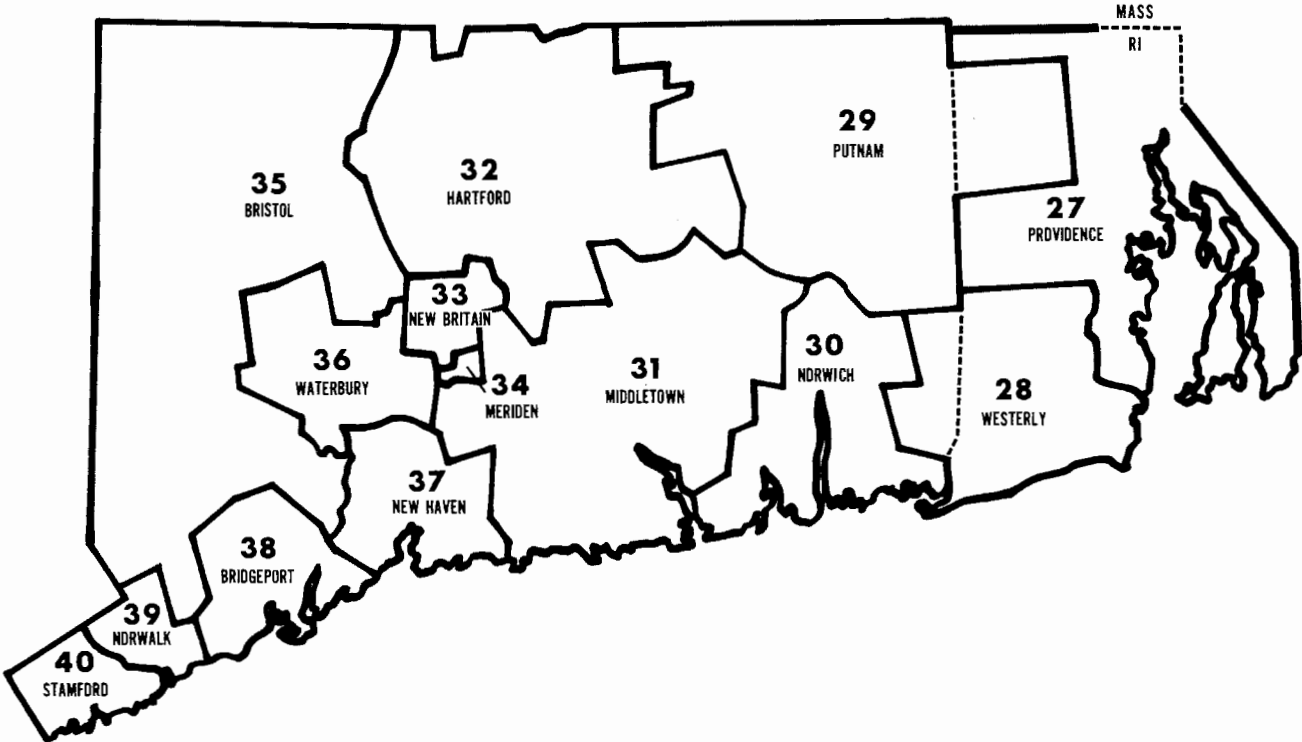 MASS
RI
29
PUTNAM
35
BRISTOL
32
HARTFORD
27
PROVIDENCE
33
NEW BRITAIN
36
WATERBURY
34
MERIDEN
31
MIDDLETOWN
30
NORWICH
28
WESTERLY
37
NEW HAVEN
38
BRIDGEPORT
39
NORWALK
40
STAMFORD